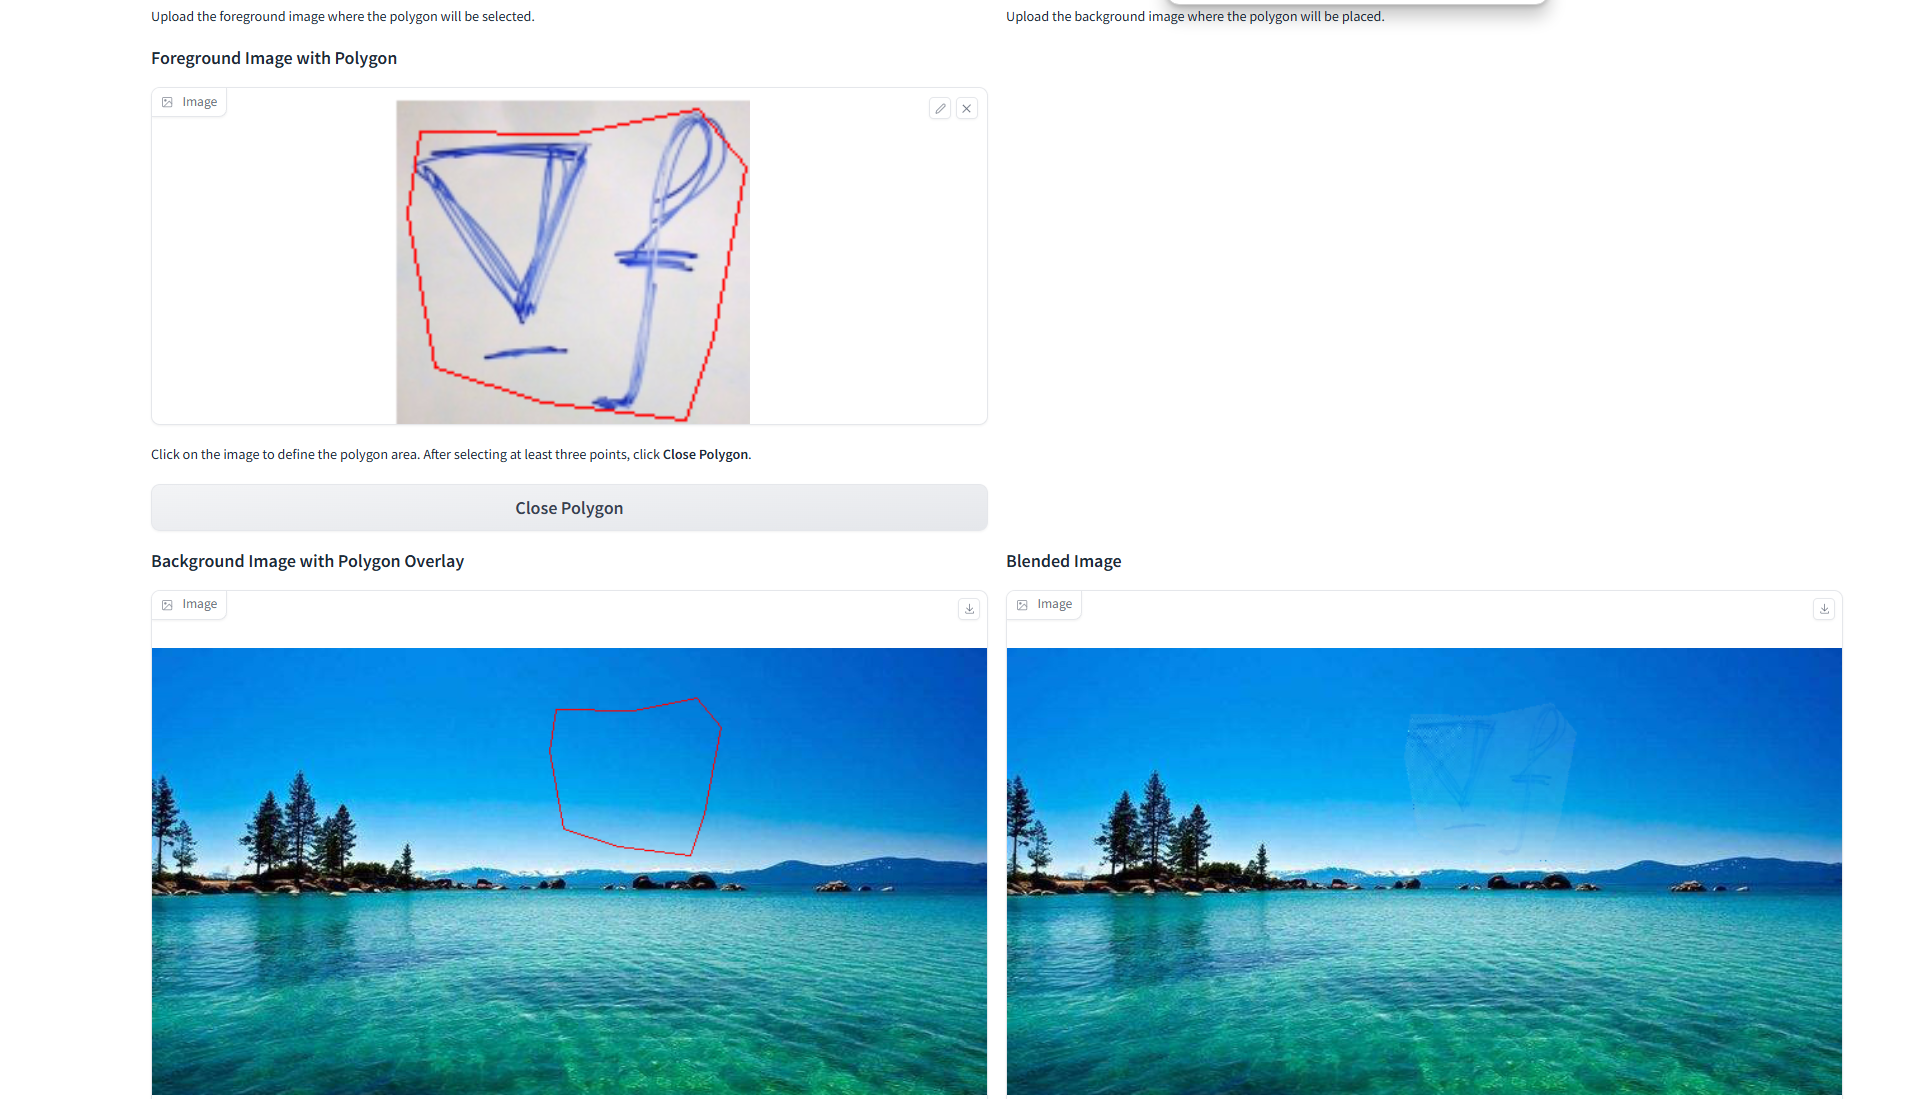 Upload the foreground image where the polygon will be selected.
Upload the background image where the polygon will be placed.
Foreground Image with Polygon
Image
∇f
Click on the image to define the polygon area. After selecting at least three points, click Close Polygon.
Close Polygon
Background Image with Polygon Overlay
Blended Image
Image
Image
∇f